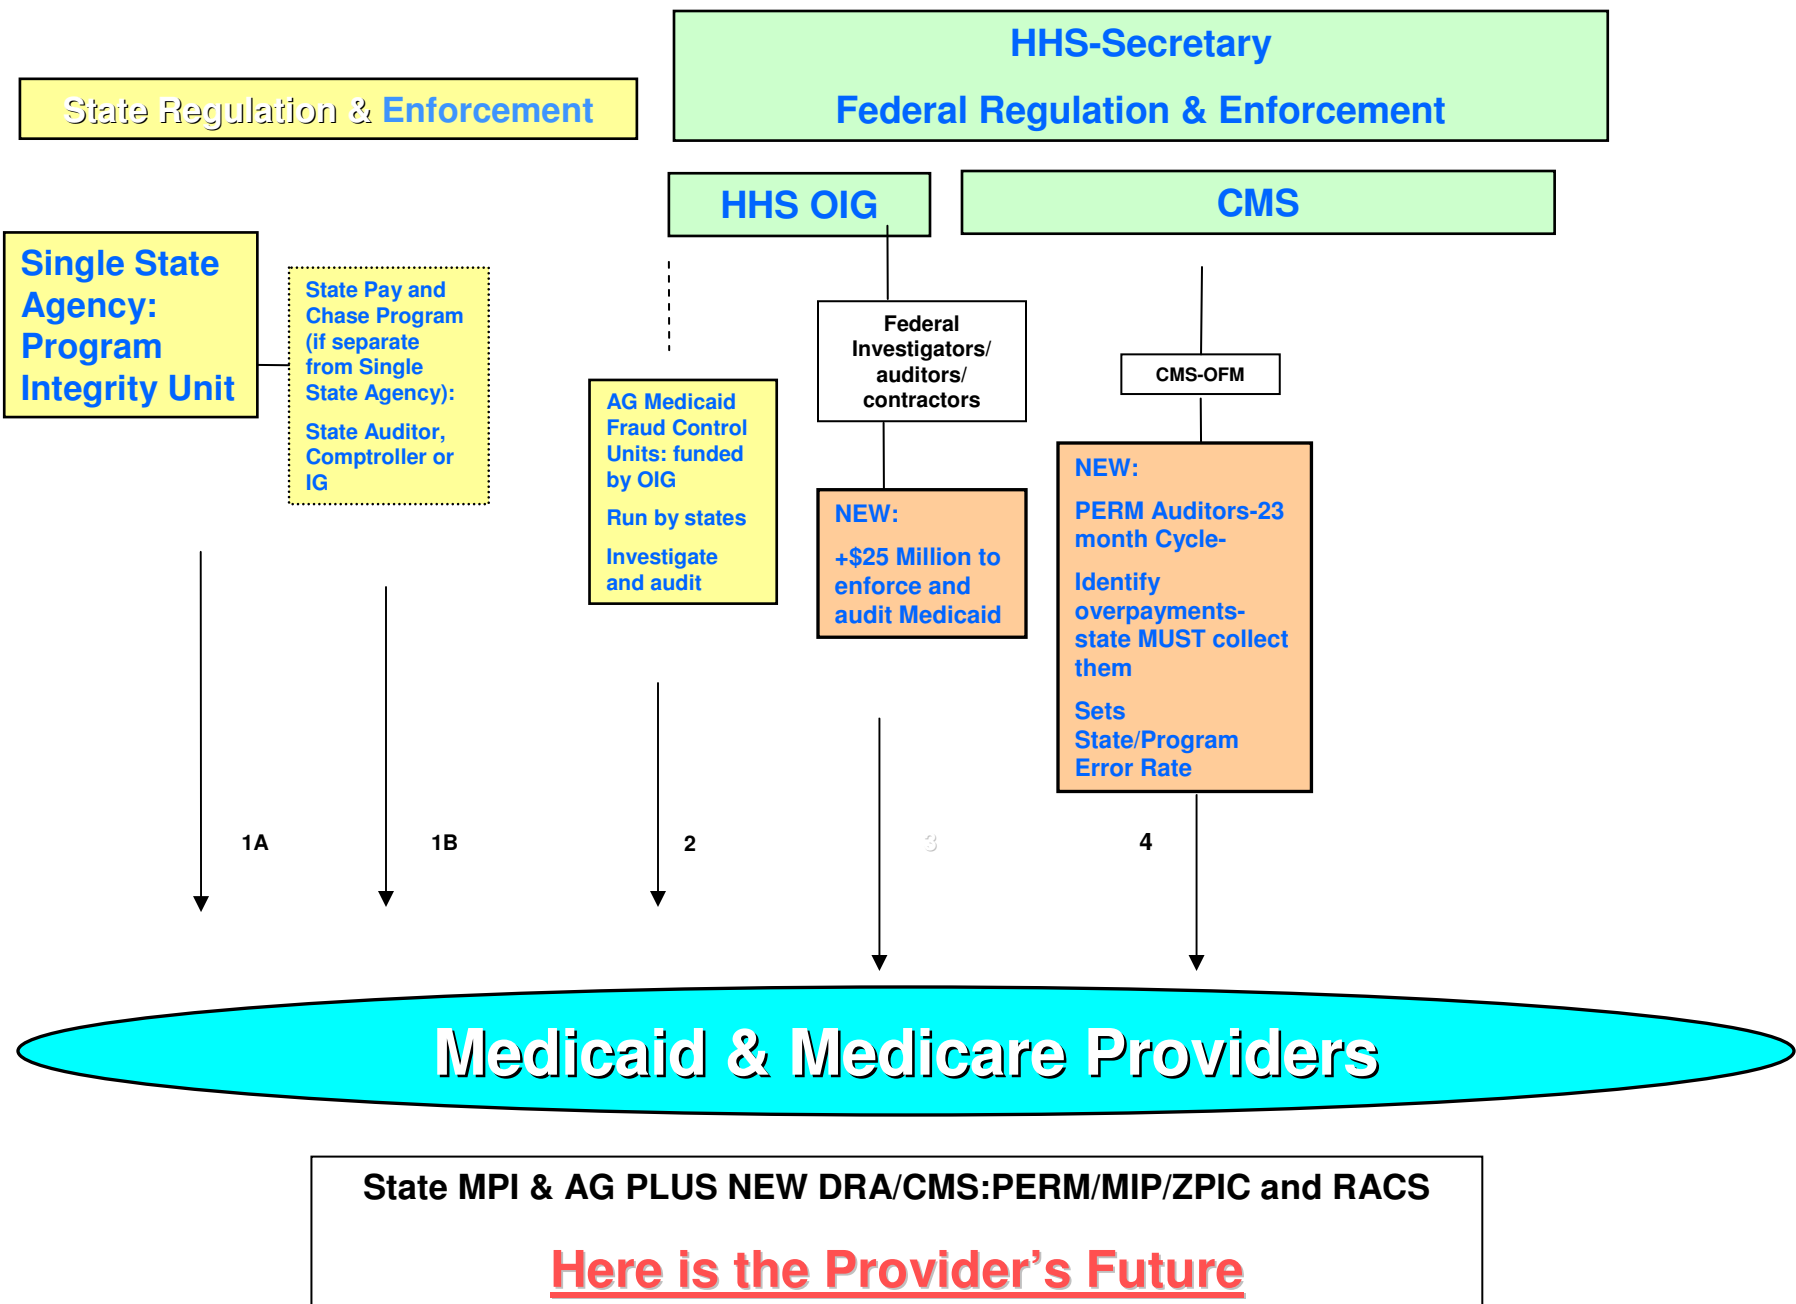 HHS-Secretary
Federal Regulation & Enforcement
State Regulation & Enforcement
HHS OIG
CMS
Single State
Agency:
Program
Integrity Unit
State Pay and
Chase Program
(if separate
from Single
State Agency):
State Auditor,
Comptroller or
IG
AG Medicaid
Fraud Control
Units: funded
by OIG
Run by states
Investigate
and audit
Federal
Investigators/
auditors/
contractors
NEW:
+$25 Million to
enforce and
audit Medicaid
CMS-OFM
NEW:
PERM Auditors-23
month Cycle-
Identify
overpayments-
state MUST collect
them
Sets
State/Program
Error Rate
1A
1B
2
3
4
Medicaid & Medicare Providers
State MPI & AG PLUS NEW DRA/CMS:PERM/MIP/ZPIC and RACS
Here is the Provider’s Future